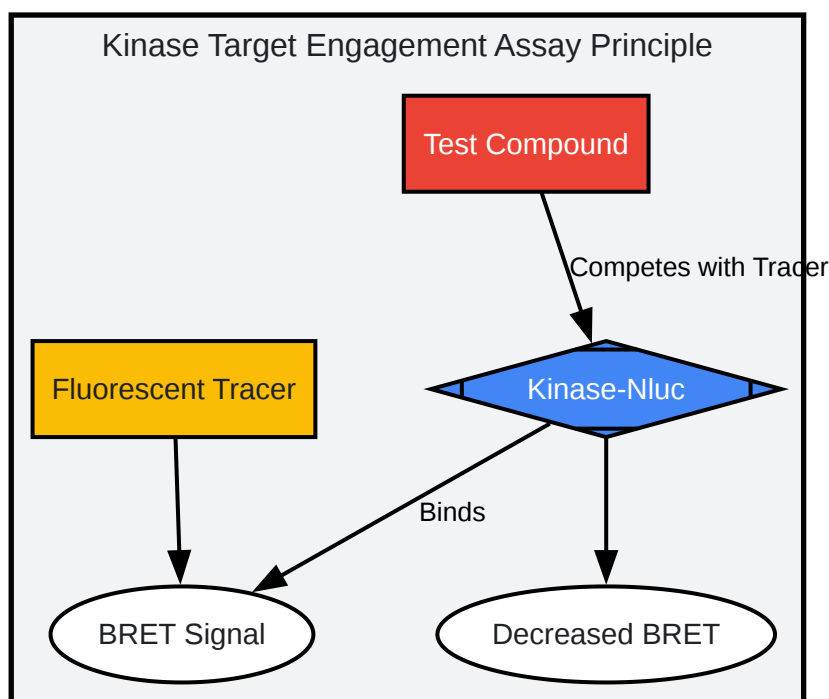 Kinase Target Engagement Assay Principle
Test Compound
Competes with Tracer
Fluorescent Tracer
Kinase-Nluc
Binds
BRET Signal
Decreased BRET